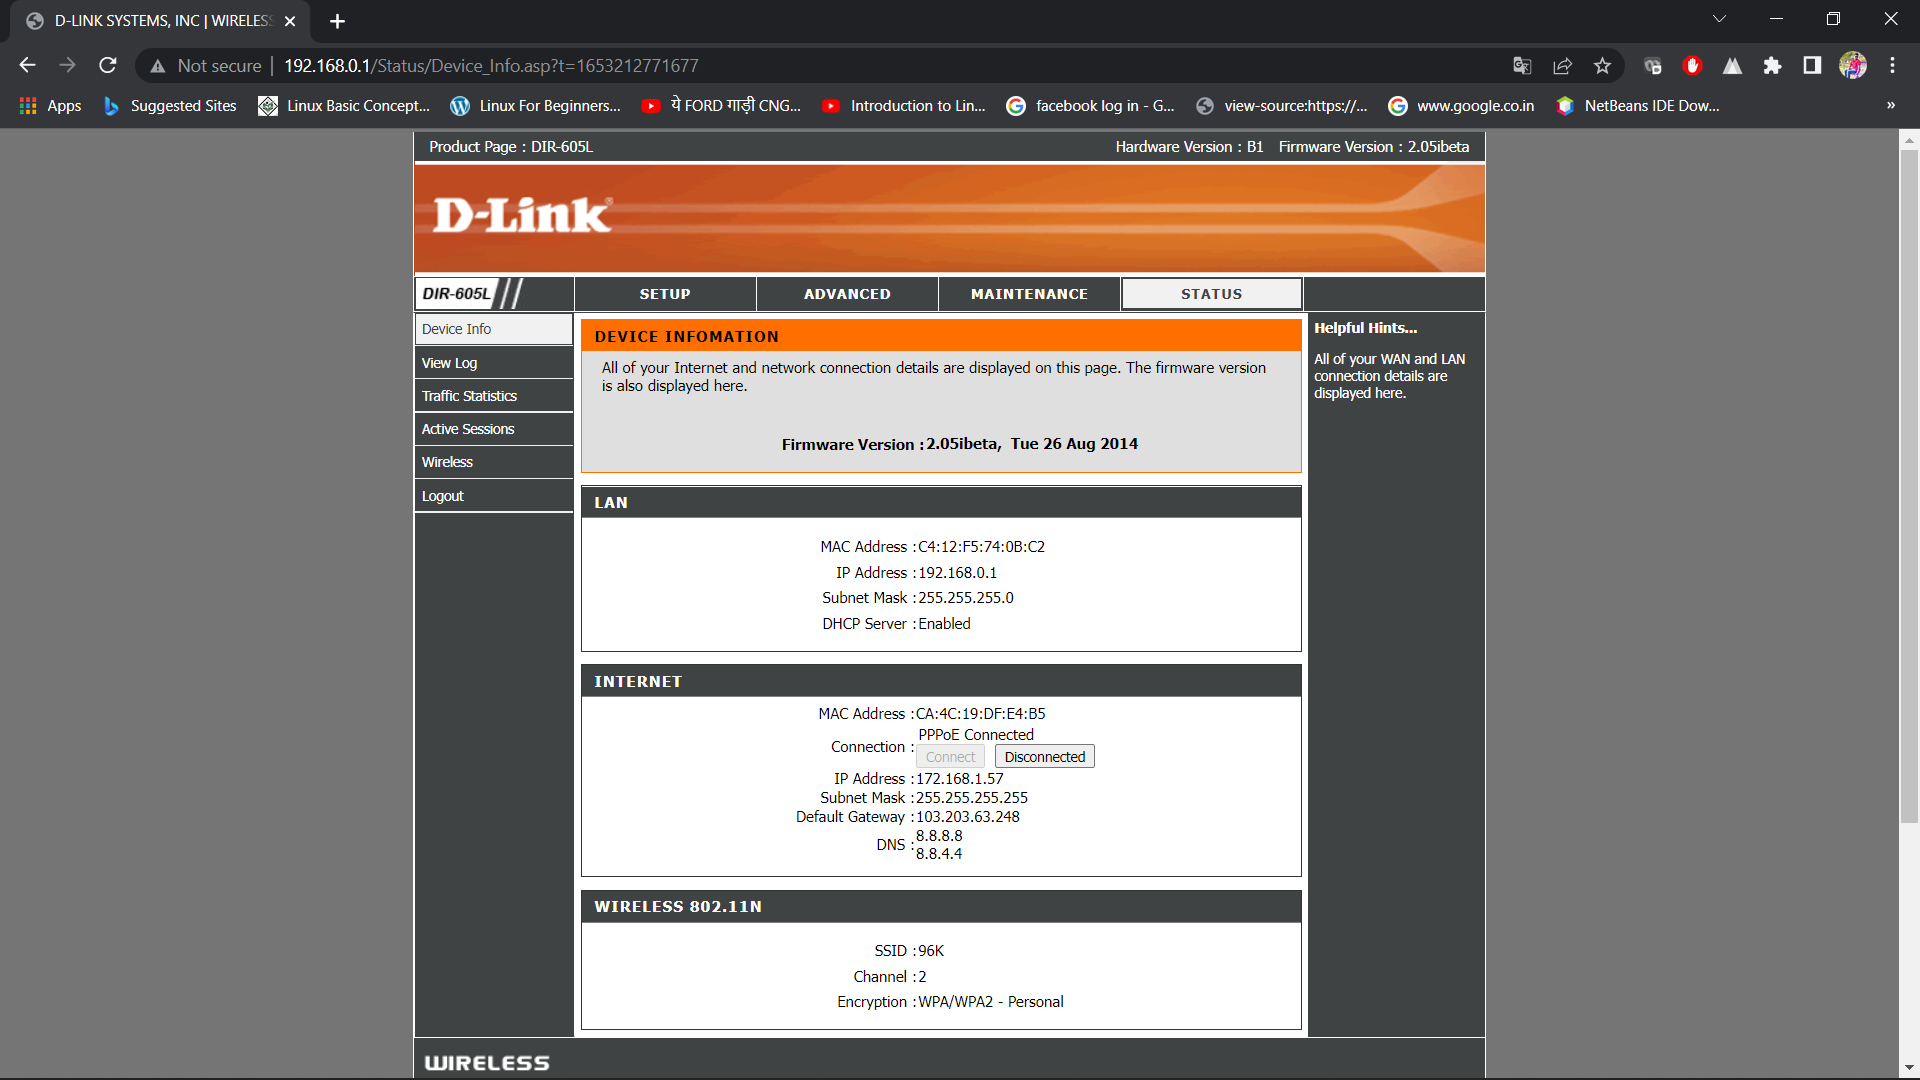 D-LINK SYSTEMS, INC | WIRELESS
Not secure | 192.168.0.1/Status/Device_Info.asp?t=1653212771677
Apps Suggested Sites Linux Basic Concept... Linux For Beginners... ये FORD गाड़ी CNG... Introduction to Lin... facebook log in - G... view-source:https://... www.google.co.in NetBeans IDE Dow... »
Product Page : DIR-605L Hardware Version : B1 Firmware Version : 2.05ibeta
D-Link®
DIR-605L SETUP ADVANCED MAINTENANCE STATUS
Device Info
View Log
Traffic Statistics
Active Sessions
Wireless
Logout
DEVICE INFOMATION
All of your Internet and network connection details are displayed on this page. The firmware version
is also displayed here.
Firmware Version : 2.05ibeta, Tue 26 Aug 2014
LAN
MAC Address : C4:12:F5:74:0B:C2
IP Address : 192.168.0.1
Subnet Mask : 255.255.255.0
DHCP Server : Enabled
INTERNET
MAC Address : CA:4C:19:DF:E4:B5
Connection : PPPoE Connected
Connect Disconnected
IP Address : 172.168.1.57
Subnet Mask : 255.255.255.255
Default Gateway : 103.203.63.248
DNS : 8.8.8.8
8.8.4.4
WIRELESS 802.11N
SSID : 96K
Channel : 2
Encryption : WPA/WPA2 - Personal
Helpful Hints...
All of your WAN and LAN
connection details are
displayed here.
WIRELESS